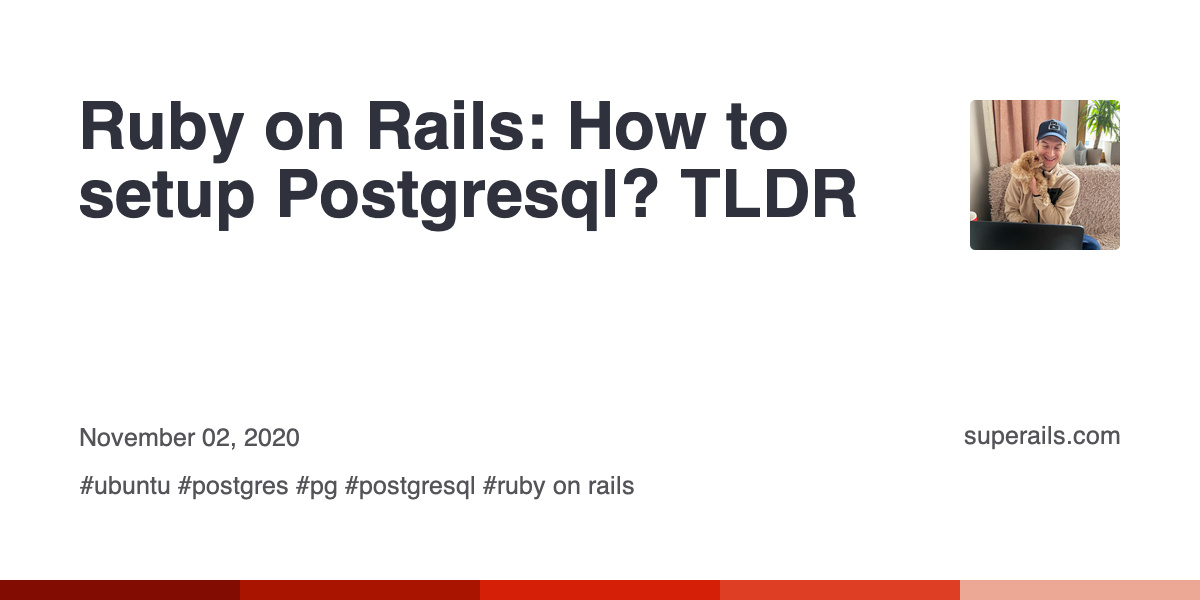 Ruby on Rails: How to
setup Postgresql? TLDR
November 02, 2020
superails.com
#ubuntu #postgres #pg #postgresql #ruby on rails